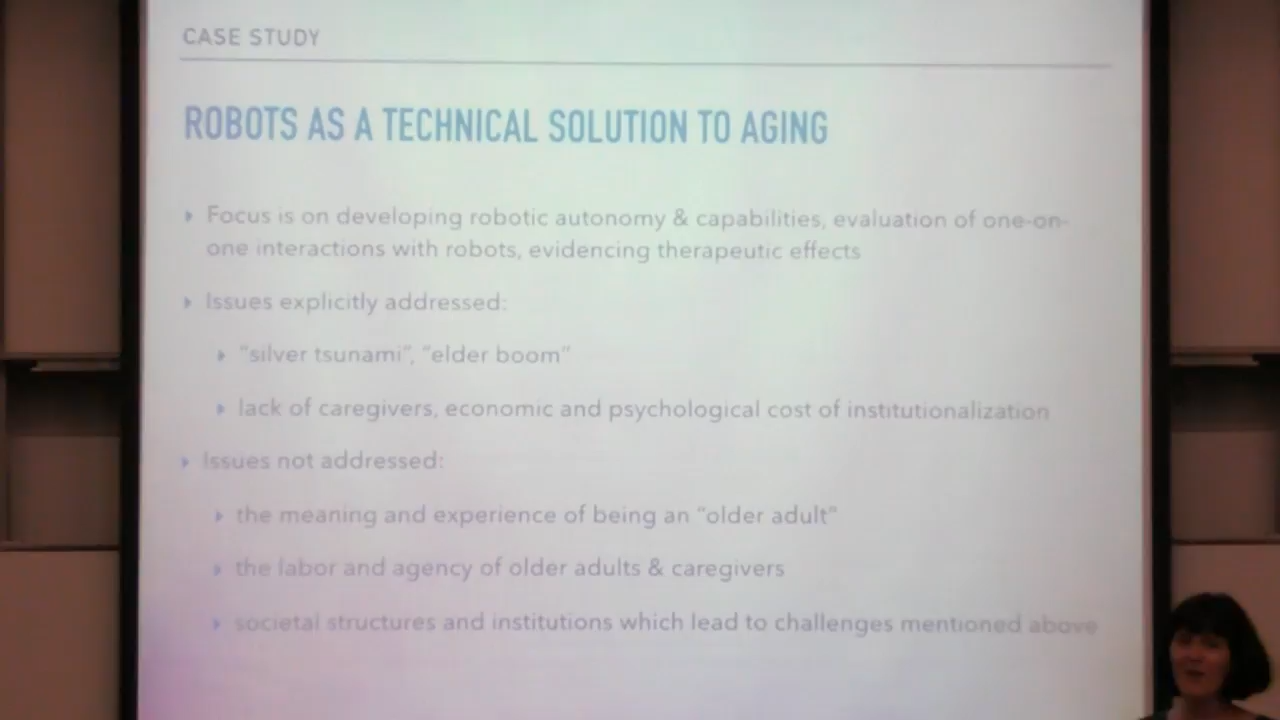 CASE STUDY
ROBOTS AS A TECHNICAL SOLUTION TO AGING
Focus is on developing robotic autonomy & capabilities, evaluation of one-on-
one interactions with robots, evidencing therapeutic effects
Issues explicitly addressed:
"silver tsunami", "elder boom"
lack of caregivers, economic and psychological cost of institutionalization
Issues not addressed:
the meaning and experience of being an "older adult"
the labor and agency of older adults & caregivers
societal structures and institutions which lead to challenges mentioned above